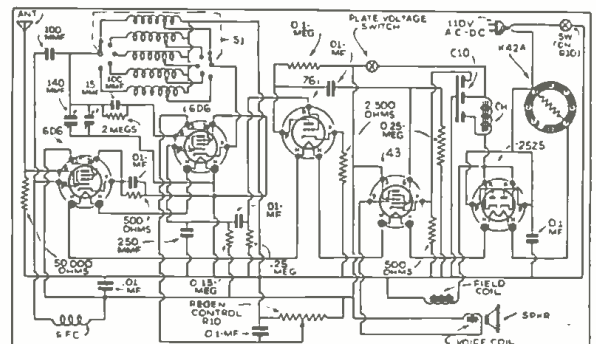 ANT.
100
MMF
S1
0.1-
MEG
PLATE VOLTAGE
SWITCH
.01-
MF
110V
AC-DC
SW
(ON
R10)
K42A
C10
CH
140
MMF
15
MMF
100
MMF
2 MEGS
6D6
6D6
76
2,500
OHMS
0.25-
MEG
43
25Z5
.01-
MF
500
OHMS
250
MMF
.01-
MF
.25
MEG
50,000
OHMS
.01
MF
0.15-
MEG
REGEN
CONTROL
R10
0.1-MF
500
OHMS
0.1
MF
FIELD
COIL
SPKR
VOICE COIL
RFC